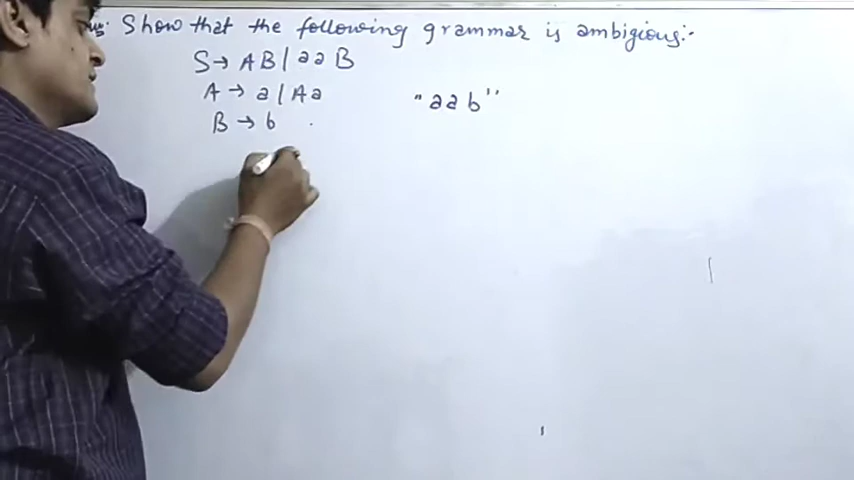 Show that the following grammar is ambigious:-
S → AB | aaB
A → a | Aa
B → b
"aab"